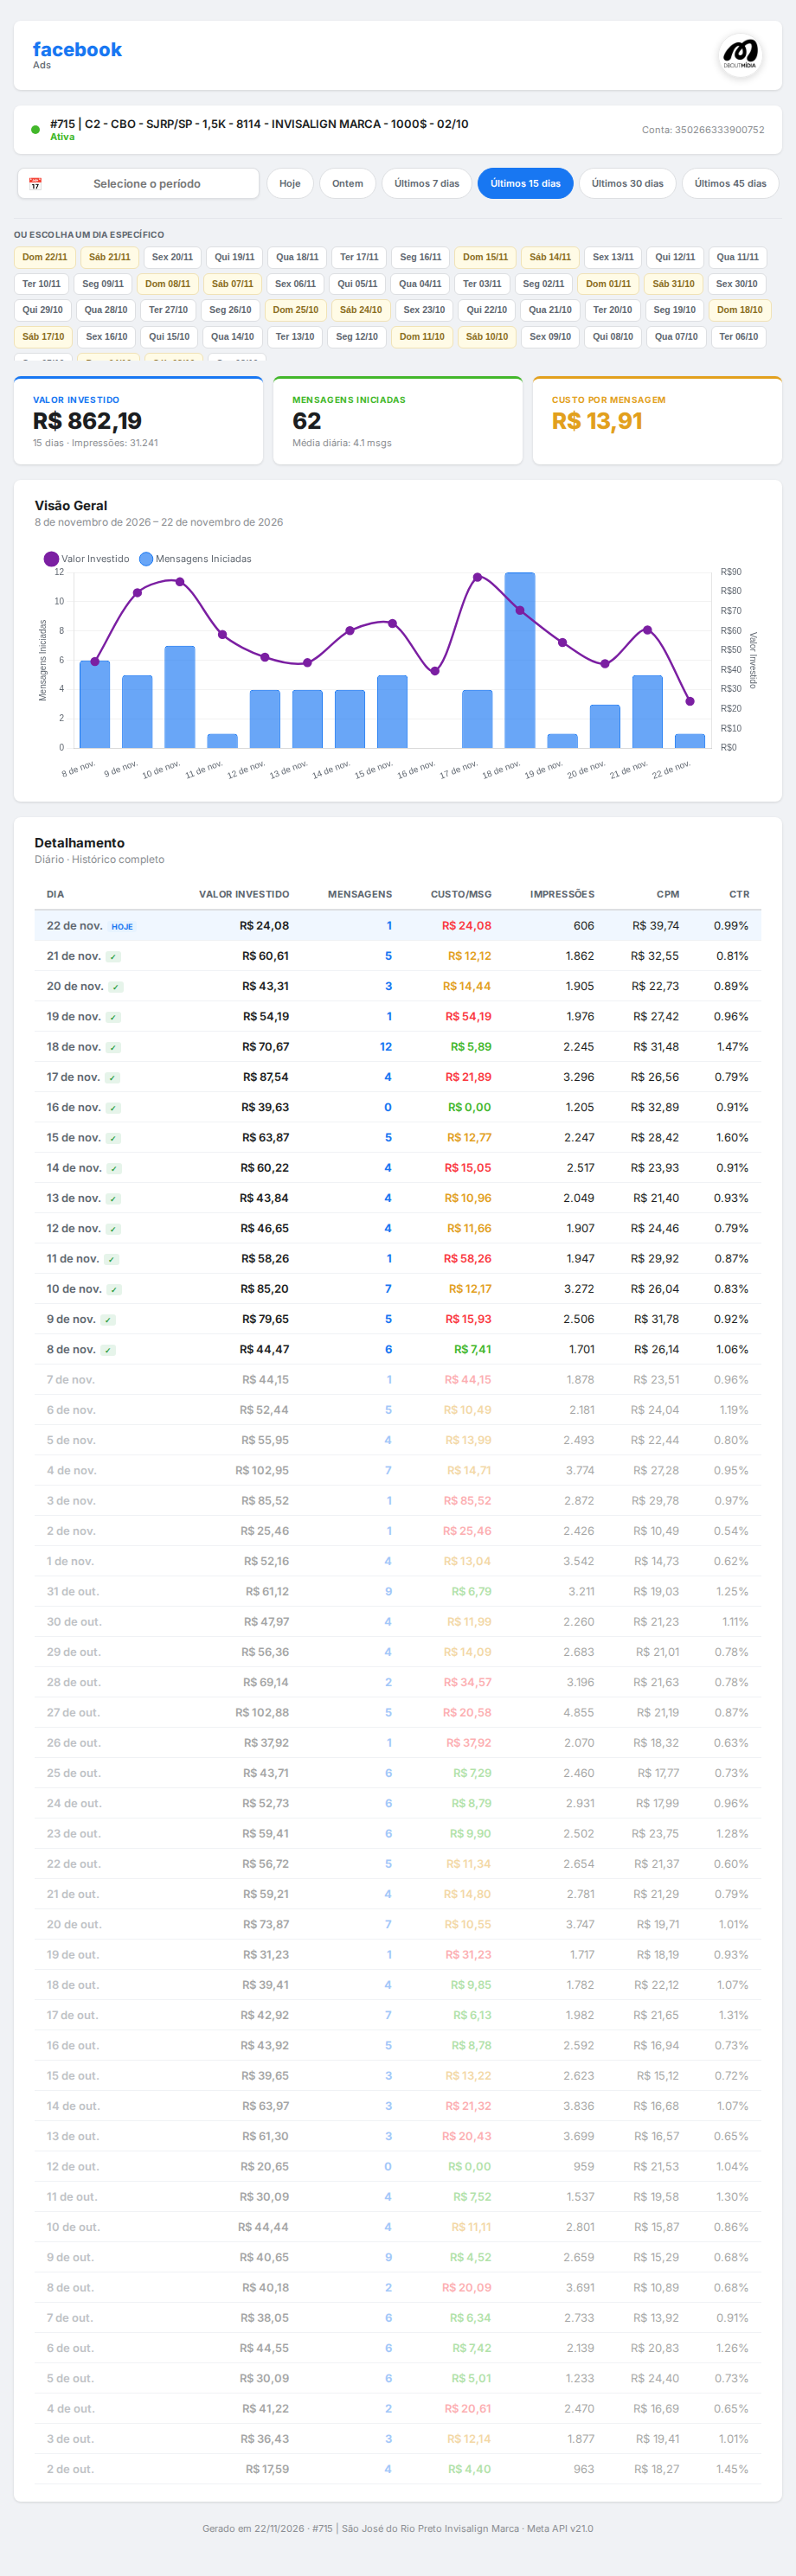 facebook
Ads
DROUTMÍDIA
#715 | C2 - CBO - SJRP/SP - 1,5K - 8114 - INVISALIGN MARCA - 1000$ - 02/10
Ativa
Conta: 350266333900752
📅 Selecione o período Hoje Ontem Últimos 7 dias Últimos 15 dias Últimos 30 dias Últimos 45 dias
OU ESCOLHA UM DIA ESPECÍFICO
Dom 22/11 Sáb 21/11 Sex 20/11 Qui 19/11 Qua 18/11 Ter 17/11 Seg 16/11 Dom 15/11 Sáb 14/11 Sex 13/11 Qui 12/11 Qua 11/11
Ter 10/11 Seg 09/11 Dom 08/11 Sáb 07/11 Sex 06/11 Qui 05/11 Qua 04/11 Ter 03/11 Seg 02/11 Dom 01/11 Sáb 31/10 Sex 30/10
Qui 29/10 Qua 28/10 Ter 27/10 Seg 26/10 Dom 25/10 Sáb 24/10 Sex 23/10 Qui 22/10 Qua 21/10 Ter 20/10 Seg 19/10 Dom 18/10
Sáb 17/10 Sex 16/10 Qui 15/10 Qua 14/10 Ter 13/10 Seg 12/10 Dom 11/10 Sáb 10/10 Sex 09/10 Qui 08/10 Qua 07/10 Ter 06/10
VALOR INVESTIDO
R$ 862,19
15 dias · Impressões: 31.241
MENSAGENS INICIADAS
62
Média diária: 4.1 msgs
CUSTO POR MENSAGEM
R$ 13,91
Visão Geral
8 de novembro de 2026 – 22 de novembro de 2026
Valor Investido Mensagens Iniciadas
Mensagens Iniciadas
12
10
8
6
4
2
0
R$90
R$80
R$70
R$60
R$50
R$40
R$30
R$20
R$10
R$0
Valor Investido
8 de nov. 9 de nov. 10 de nov. 11 de nov. 12 de nov. 13 de nov. 14 de nov. 15 de nov. 16 de nov. 17 de nov. 18 de nov. 19 de nov. 20 de nov. 21 de nov. 22 de nov.
Detalhamento
Diário · Histórico completo
DIA VALOR INVESTIDO MENSAGENS CUSTO/MSG IMPRESSÕES CPM CTR
22 de nov. HOJE R$ 24,08 1 R$ 24,08 606 R$ 39,74 0.99%
21 de nov. ✓ R$ 60,61 5 R$ 12,12 1.862 R$ 32,55 0.81%
20 de nov. ✓ R$ 43,31 3 R$ 14,44 1.905 R$ 22,73 0.89%
19 de nov. ✓ R$ 54,19 1 R$ 54,19 1.976 R$ 27,42 0.96%
18 de nov. ✓ R$ 70,67 12 R$ 5,89 2.245 R$ 31,48 1.47%
17 de nov. ✓ R$ 87,54 4 R$ 21,89 3.296 R$ 26,56 0.79%
16 de nov. ✓ R$ 39,63 0 R$ 0,00 1.205 R$ 32,89 0.91%
15 de nov. ✓ R$ 63,87 5 R$ 12,77 2.247 R$ 28,42 1.60%
14 de nov. ✓ R$ 60,22 4 R$ 15,05 2.517 R$ 23,93 0.91%
13 de nov. ✓ R$ 43,84 4 R$ 10,96 2.049 R$ 21,40 0.93%
12 de nov. ✓ R$ 46,65 4 R$ 11,66 1.907 R$ 24,46 0.79%
11 de nov. ✓ R$ 58,26 1 R$ 58,26 1.947 R$ 29,92 0.87%
10 de nov. ✓ R$ 85,20 7 R$ 12,17 3.272 R$ 26,04 0.83%
9 de nov. ✓ R$ 79,65 5 R$ 15,93 2.506 R$ 31,78 0.92%
8 de nov. ✓ R$ 44,47 6 R$ 7,41 1.701 R$ 26,14 1.06%
7 de nov. R$ 44,15 1 R$ 44,15 1.878 R$ 23,51 0.96%
6 de nov. R$ 52,44 5 R$ 10,49 2.181 R$ 24,04 1.19%
5 de nov. R$ 55,95 4 R$ 13,99 2.493 R$ 22,44 0.80%
4 de nov. R$ 102,95 7 R$ 14,71 3.774 R$ 27,28 0.95%
3 de nov. R$ 85,52 1 R$ 85,52 2.872 R$ 29,78 0.97%
2 de nov. R$ 25,46 1 R$ 25,46 2.426 R$ 10,49 0.54%
1 de nov. R$ 52,16 4 R$ 13,04 3.542 R$ 14,73 0.62%
31 de out. R$ 61,12 9 R$ 6,79 3.211 R$ 19,03 1.25%
30 de out. R$ 47,97 4 R$ 11,99 2.260 R$ 21,23 1.11%
29 de out. R$ 56,36 4 R$ 14,09 2.683 R$ 21,01 0.78%
28 de out. R$ 69,14 2 R$ 34,57 3.196 R$ 21,63 0.78%
27 de out. R$ 102,88 5 R$ 20,58 4.855 R$ 21,19 0.87%
26 de out. R$ 37,92 1 R$ 37,92 2.070 R$ 18,32 0.63%
25 de out. R$ 43,71 6 R$ 7,29 2.460 R$ 17,77 0.73%
24 de out. R$ 52,73 6 R$ 8,79 2.931 R$ 17,99 0.96%
23 de out. R$ 59,41 6 R$ 9,90 2.502 R$ 23,75 1.28%
22 de out. R$ 56,72 5 R$ 11,34 2.654 R$ 21,37 0.60%
21 de out. R$ 59,21 4 R$ 14,80 2.781 R$ 21,29 0.79%
20 de out. R$ 73,87 7 R$ 10,55 3.747 R$ 19,71 1.01%
19 de out. R$ 31,23 1 R$ 31,23 1.717 R$ 18,19 0.93%
18 de out. R$ 39,41 4 R$ 9,85 1.782 R$ 22,12 1.07%
17 de out. R$ 42,92 7 R$ 6,13 1.982 R$ 21,65 1.31%
16 de out. R$ 43,92 5 R$ 8,78 2.592 R$ 16,94 0.73%
15 de out. R$ 39,65 3 R$ 13,22 2.623 R$ 15,12 0.72%
14 de out. R$ 63,97 3 R$ 21,32 3.836 R$ 16,68 1.07%
13 de out. R$ 61,30 3 R$ 20,43 3.699 R$ 16,57 0.65%
12 de out. R$ 20,65 0 R$ 0,00 959 R$ 21,53 1.04%
11 de out. R$ 30,09 4 R$ 7,52 1.537 R$ 19,58 1.30%
10 de out. R$ 44,44 4 R$ 11,11 2.801 R$ 15,87 0.86%
9 de out. R$ 40,65 9 R$ 4,52 2.659 R$ 15,29 0.68%
8 de out. R$ 40,18 2 R$ 20,09 3.691 R$ 10,89 0.68%
7 de out. R$ 38,05 6 R$ 6,34 2.733 R$ 13,92 0.91%
6 de out. R$ 44,55 6 R$ 7,42 2.139 R$ 20,83 1.26%
5 de out. R$ 30,09 6 R$ 5,01 1.233 R$ 24,40 0.73%
4 de out. R$ 41,22 2 R$ 20,61 2.470 R$ 16,69 0.65%
3 de out. R$ 36,43 3 R$ 12,14 1.877 R$ 19,41 1.01%
2 de out. R$ 17,59 4 R$ 4,40 963 R$ 18,27 1.45%
Gerado em 22/11/2026 · #715 | São José do Rio Preto Invisalign Marca · Meta API v21.0